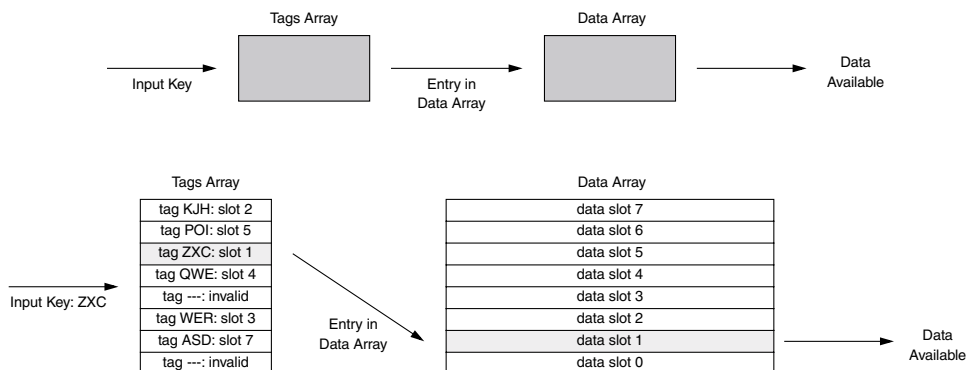 Tags Array
Data Array
Input Key
Entry in
Data Array
Data
Available
Tags Array
Data Array
tag KJH: slot 2
tag POI: slot 5
tag ZXC: slot 1
tag QWE: slot 4
tag ---: invalid
tag WER: slot 3
tag ASD: slot 7
tag ---: invalid
data slot 7
data slot 6
data slot 5
data slot 4
data slot 3
data slot 2
data slot 1
data slot 0
Input Key: ZXC
Entry in
Data Array
Data
Available